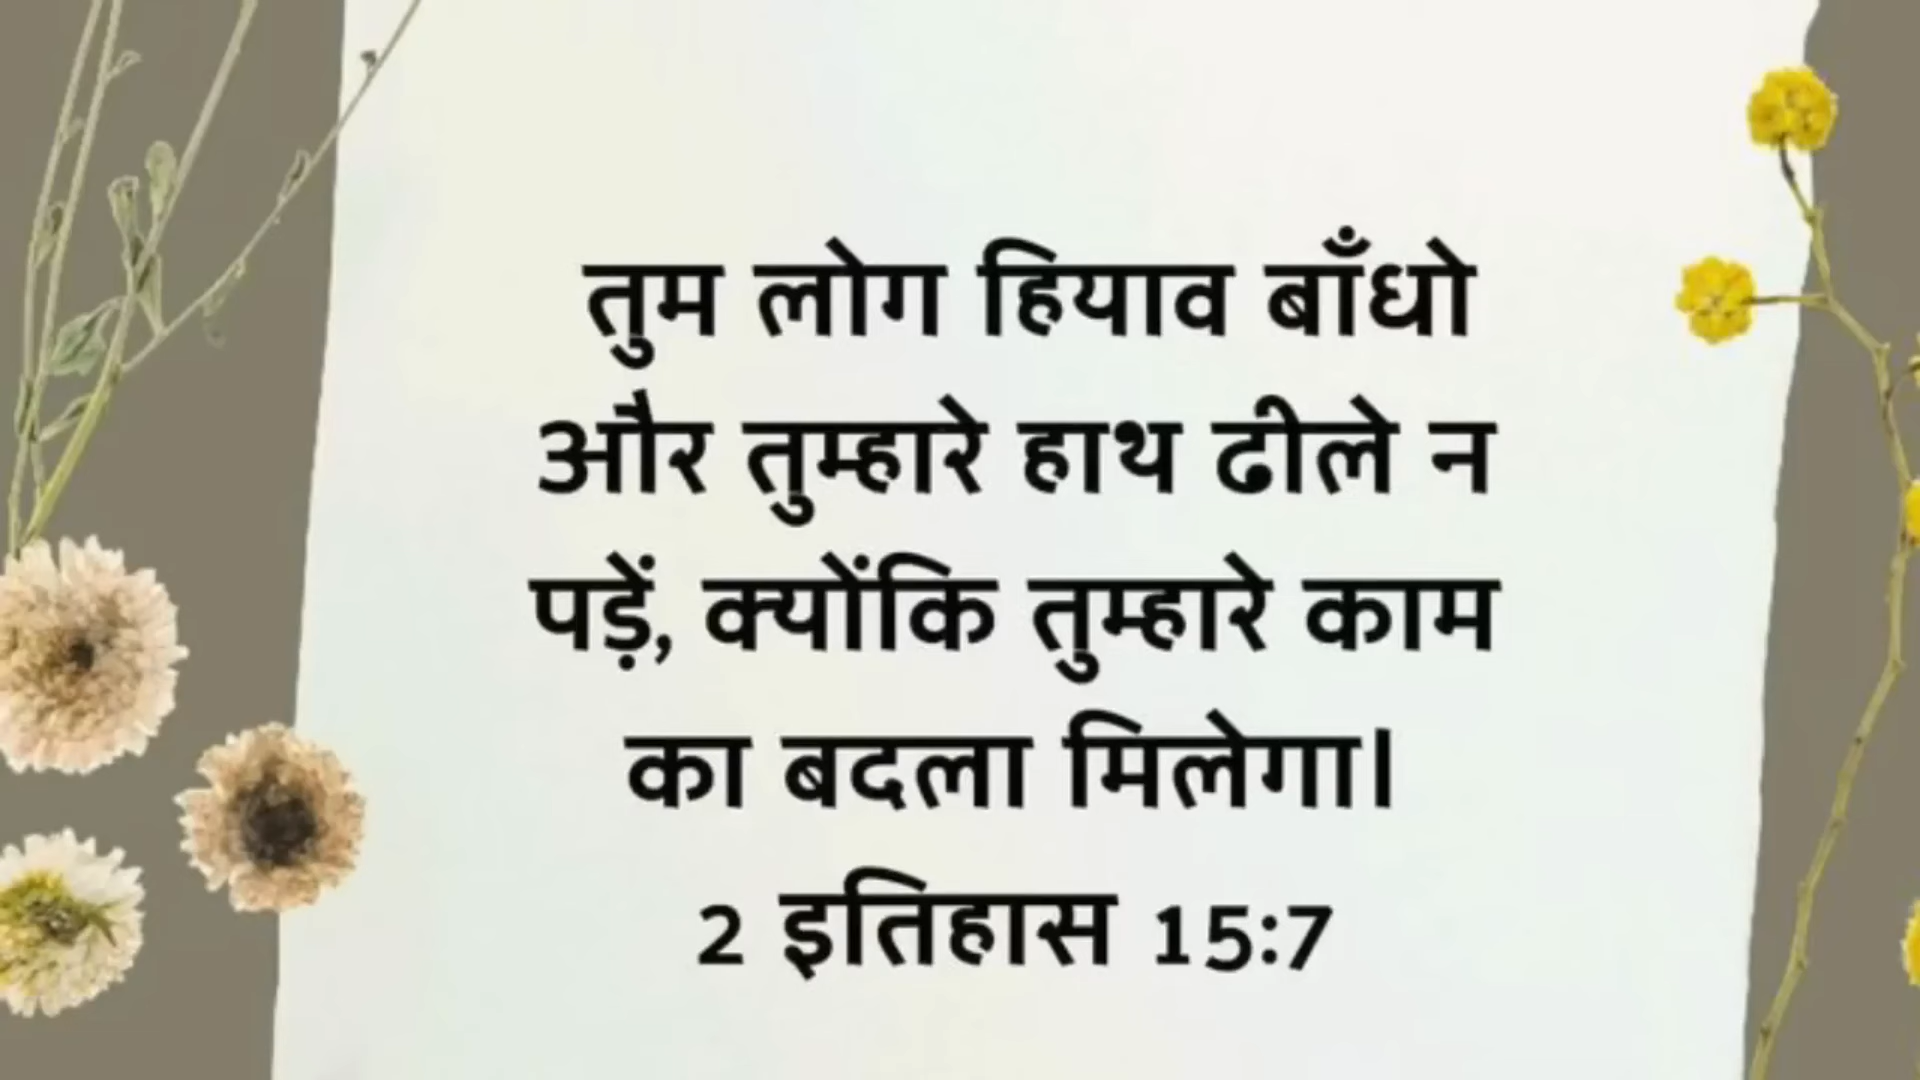 तुम लोग हियाव बाँधो
और तुम्हारे हाथ ढीले न
पड़ें, क्योंकि तुम्हारे काम
का बदला मिलेगा।
2 इतिहास 15:7